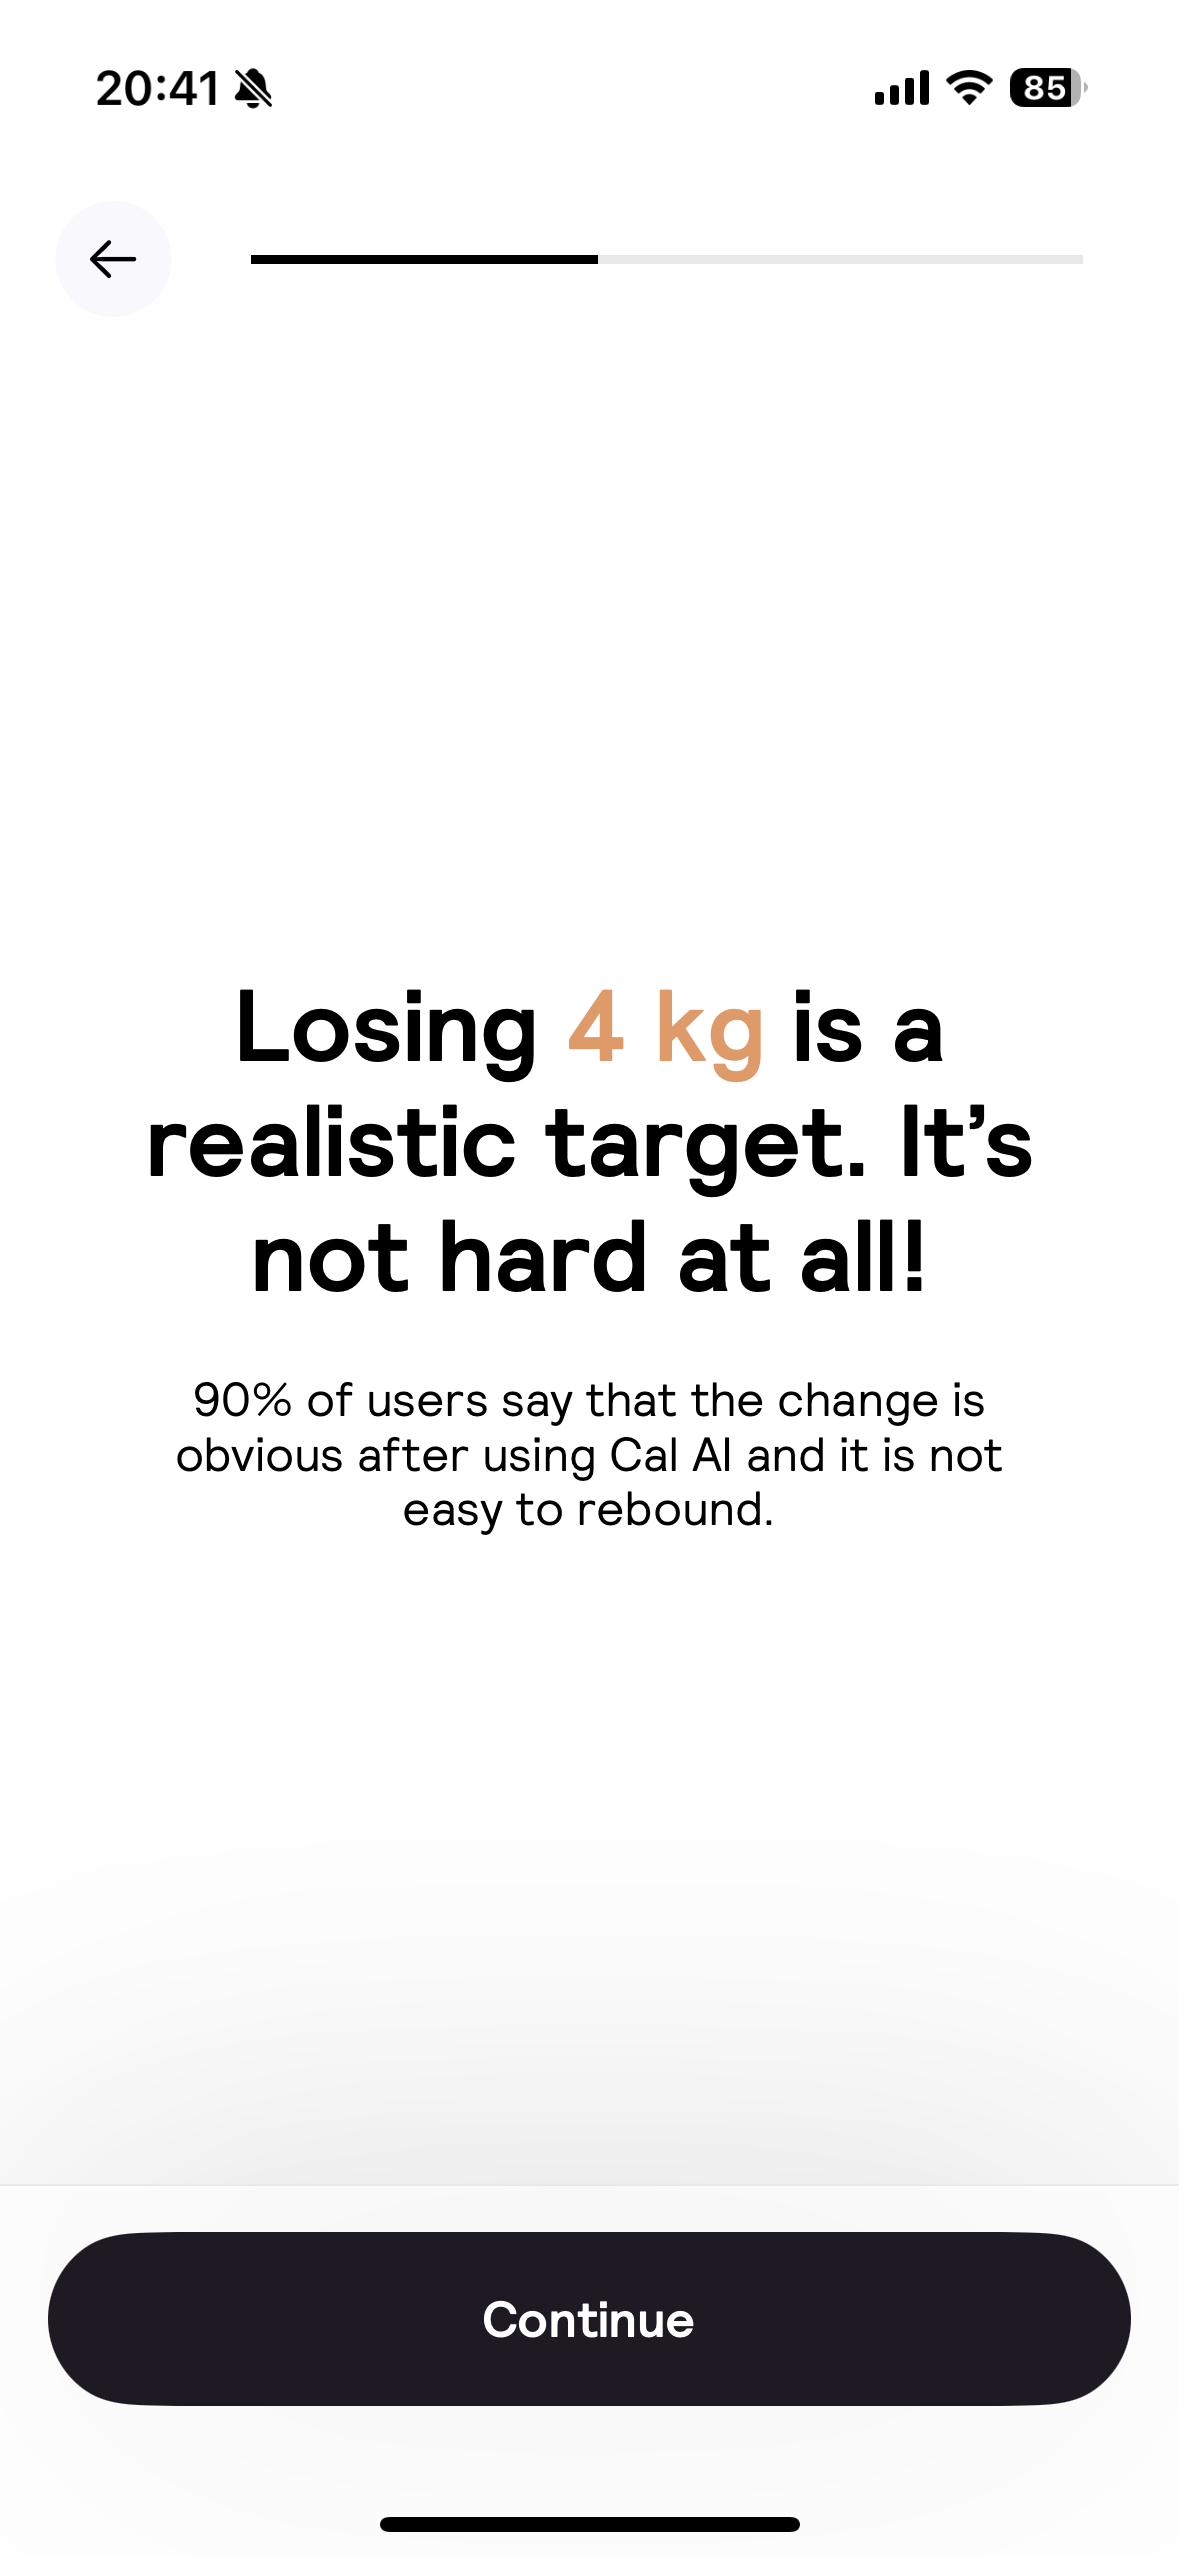 20:41
85
Losing 4 kg is a
realistic target. It’s
not hard at all!
90% of users say that the change is
obvious after using Cal AI and it is not
easy to rebound.
Continue